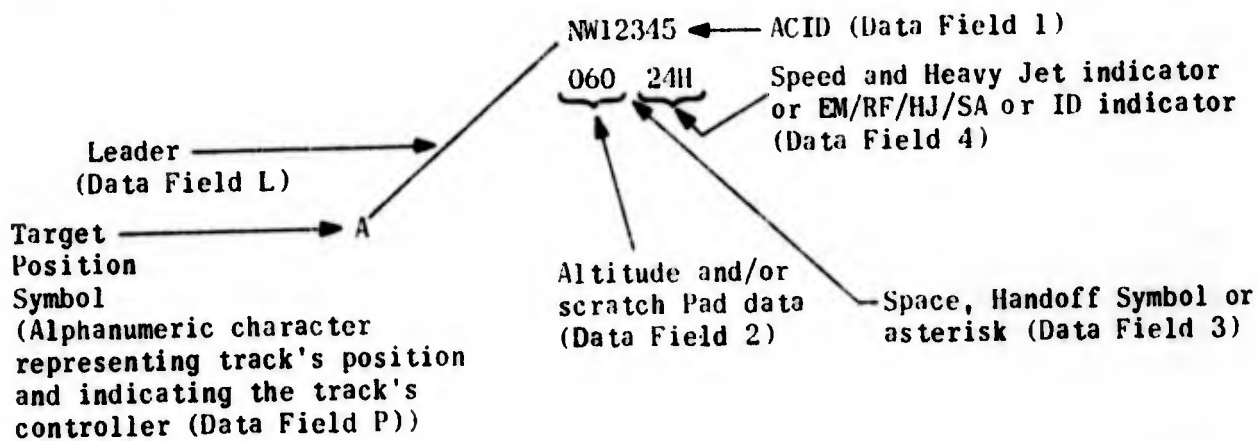 NW12345
ACID (Data Field 1)
060 24H
Speed and Heavy Jet indicator
or EM/RF/HJ/SA or ID indicator
(Data Field 4)
Leader
(Data Field L)
A
Target
Position
Symbol
(Alphanumeric character
representing track's position
and indicating the track's
controller (Data Field P))
Altitude and/or
scratch Pad data
(Data Field 2)
Space, Handoff Symbol or
asterisk (Data Field 3)